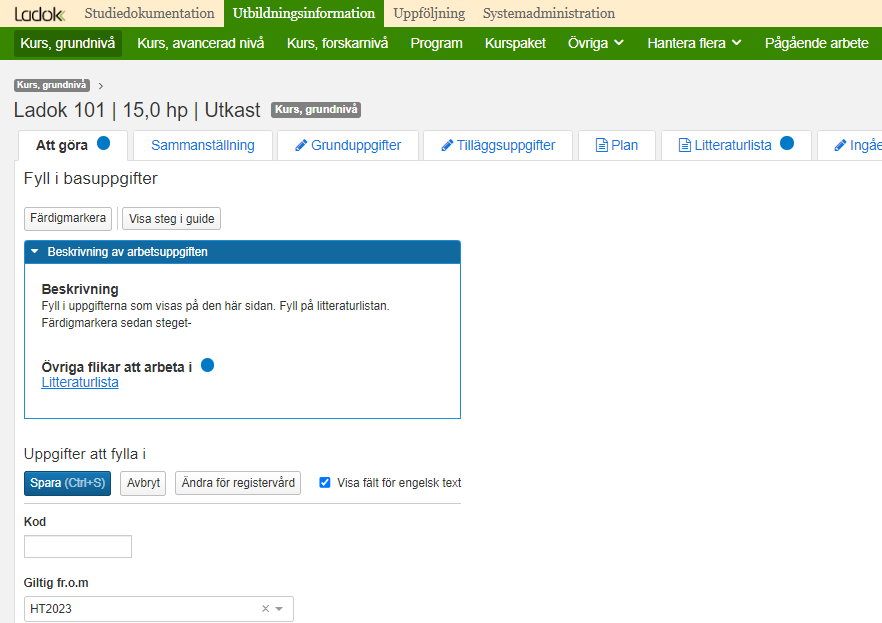 Ladok Studiedokumentation Utbildningsinformation Uppföljning Systemadministration
Kurs, grundnivå Kurs, avancerad nivå Kurs, forskarnivå Program Kurspaket Övriga Hantera flera Pågående arbete
Kurs, grundnivå
Ladok 101 | 15,0 hp | Utkast Kurs, grundnivå
Att göra Sammanställning Grunduppgifter Tilläggsuppgifter Plan Litteraturlista Ingåe
Fyll i basuppgifter
Färdigmarkera Visa steg i guide
Beskrivning av arbetsuppgiften
Beskrivning
Fyll i uppgifterna som visas på den här sidan. Fyll på litteraturlistan.
Färdigmarkera sedan steget-
Övriga flikar att arbeta i
Litteraturlista
Uppgifter att fylla i
Spara (Ctrl+S) Avbryt Ändra för registervård Visa fält för engelsk text
Kod
Giltig fr.o.m
HT2023